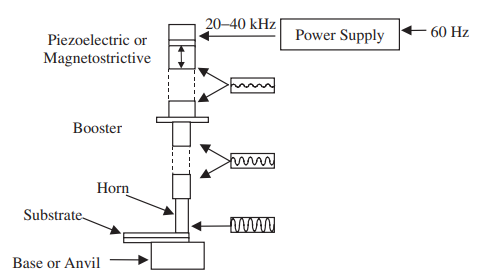 20–40 kHz
Power Supply
60 Hz
Piezoelectric or
Magnetostrictive
Booster
Horn
Substrate
Base or Anvil